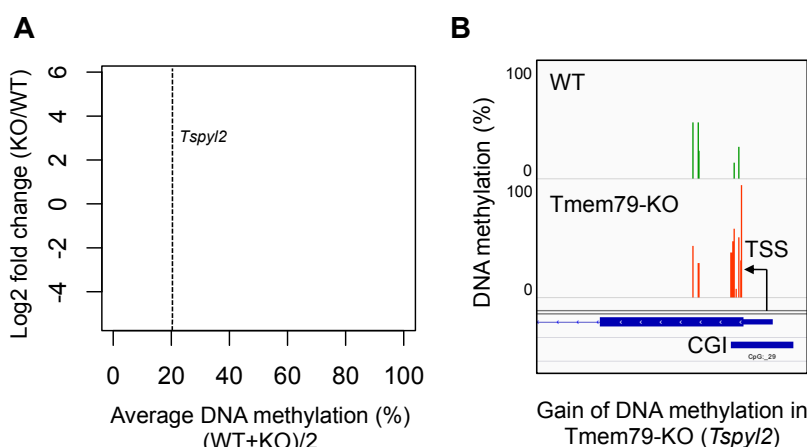 A
Log2 fold change (KO/WT)
6
4
2
0
-2
-4
Tspyl2
0 20 40 60 80 100
Average DNA methylation (%)
(WT+KO)/2
B
DNA methylation (%)
100
WT
0
100
Tmem79-KO
TSS
0
CGI
CpG:_29
Gain of DNA methylation in
Tmem79-KO (Tspyl2)